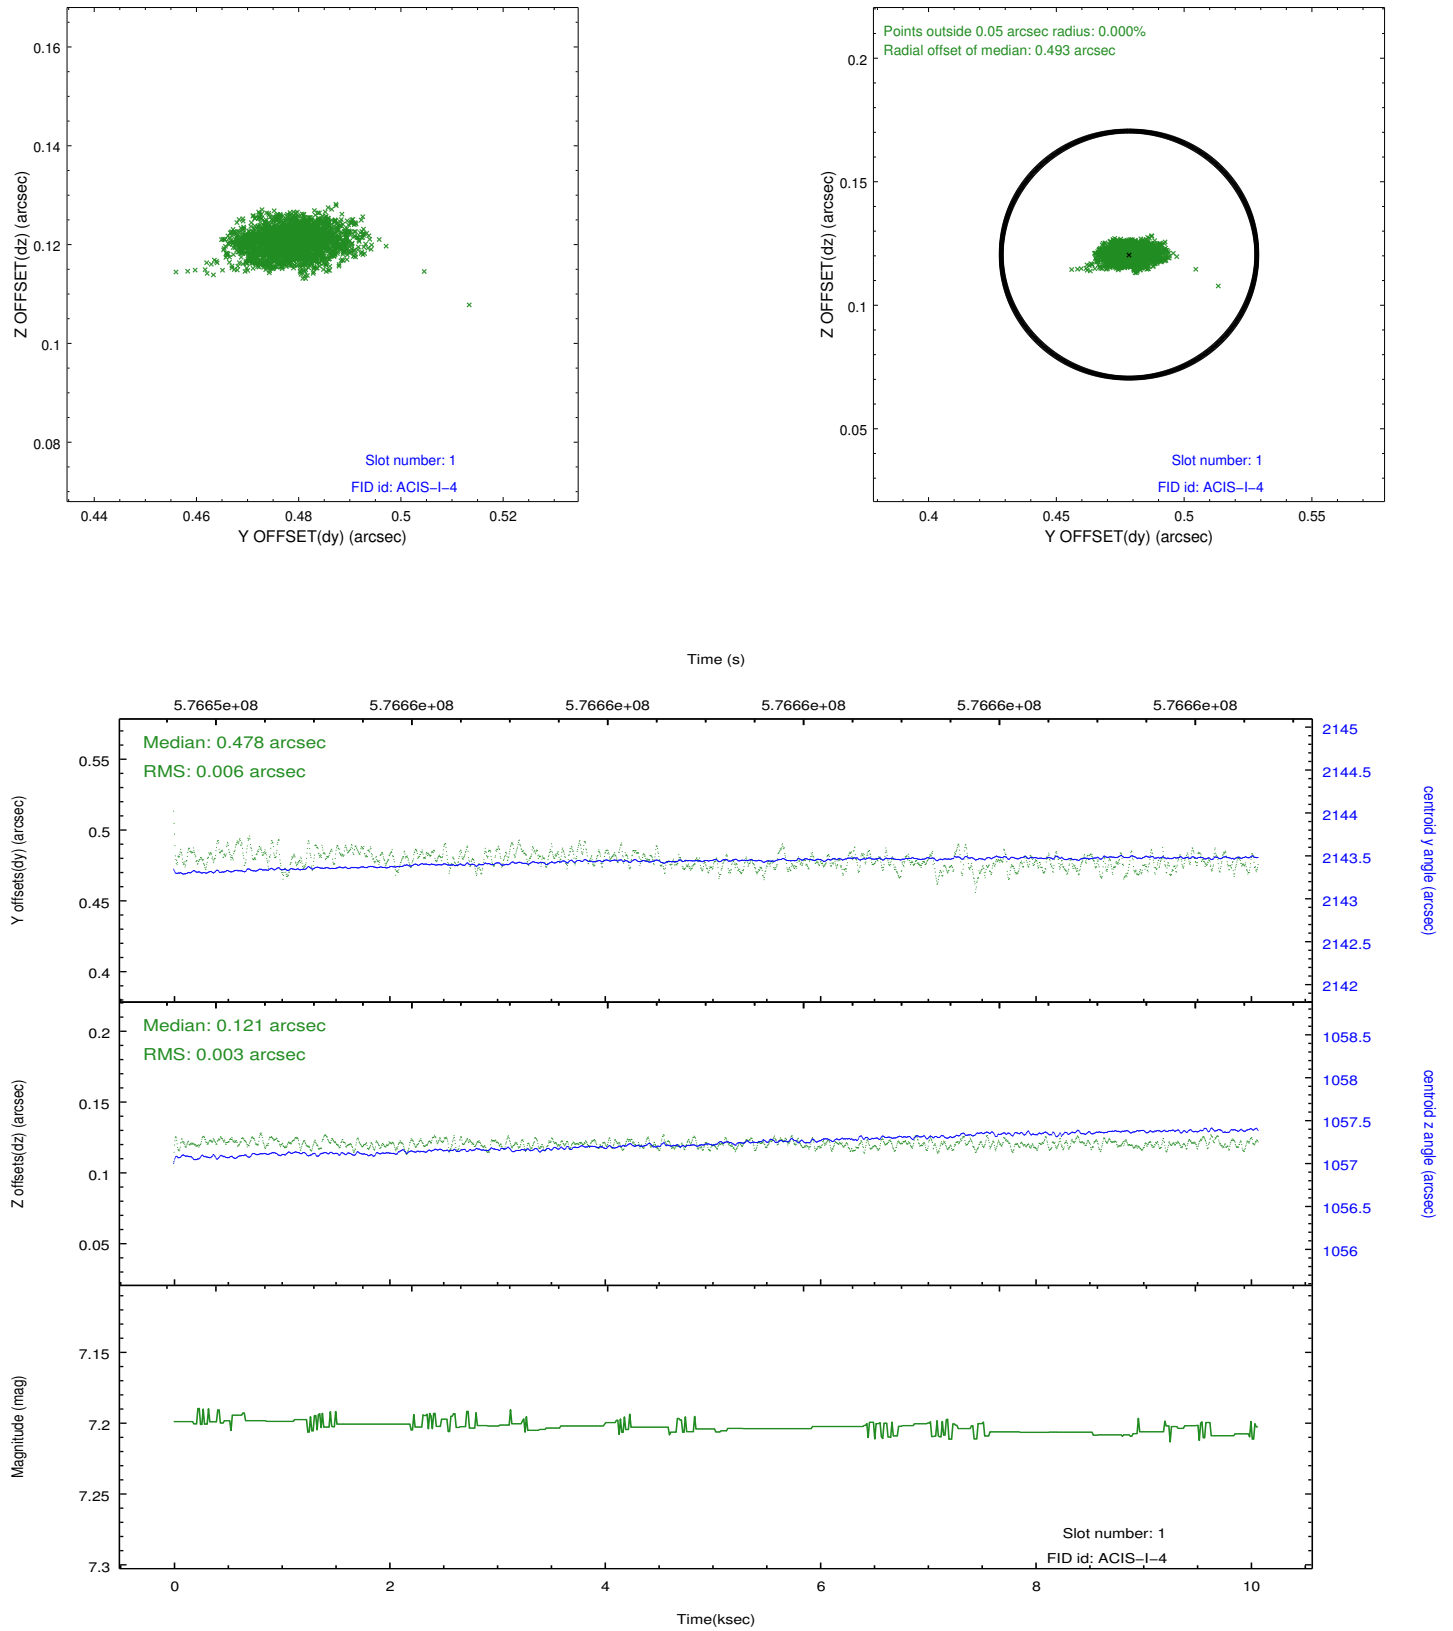 0.16
0.14
0.12
0.1
0.08
Z OFFSET(dz) (arcsec)
Slot number: 1
FID id: ACIS-I-4
0.44 0.46 0.48 0.5 0.52
Y OFFSET(dy) (arcsec)
Points outside 0.05 arcsec radius: 0.000%
Radial offset of median: 0.493 arcsec
0.2
0.15
0.1
0.05
Z OFFSET(dz) (arcsec)
Slot number: 1
FID id: ACIS-I-4
0.4 0.45 0.5 0.55
Y OFFSET(dy) (arcsec)
Time (s)
5.7665e+08 5.7666e+08 5.7666e+08 5.7666e+08 5.7666e+08 5.7666e+08
Median: 0.478 arcsec
RMS: 0.006 arcsec
0.55
0.5
0.45
0.4
Y offsets(dy) (arcsec)
2145
2144.5
2144
2143.5
2143
2142.5
2142
centroid y angle (arcsec)
Median: 0.121 arcsec
RMS: 0.003 arcsec
0.2
0.15
0.1
0.05
Z offsets(dz) (arcsec)
1058.5
1058
1057.5
1057
1056.5
1056
centroid z angle (arcsec)
7.15
7.2
7.25
7.3
Magnitude (mag)
Slot number: 1
FID id: ACIS-I-4
0 2 4 6 8 10
Time(ksec)